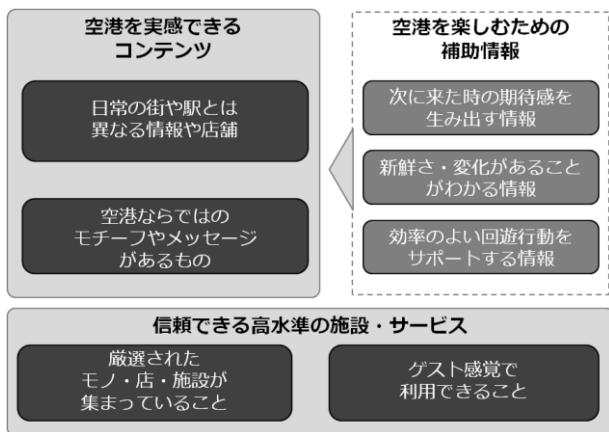 空港を実感できる
コンテンツ
日常の街や駅とは
異なる情報や店舗
空港ならではの
モチーフやメッセージ
があるもの
空港を楽しむための
補助情報
次に来た時の期待感を
生み出す情報
新鮮さ・変化があること
がわかる情報
効率のよい回遊行動を
サポートする情報
信頼できる高水準の施設・サービス
厳選された
モノ・店・施設が
集まっていること
ゲスト感覚で
利用できること